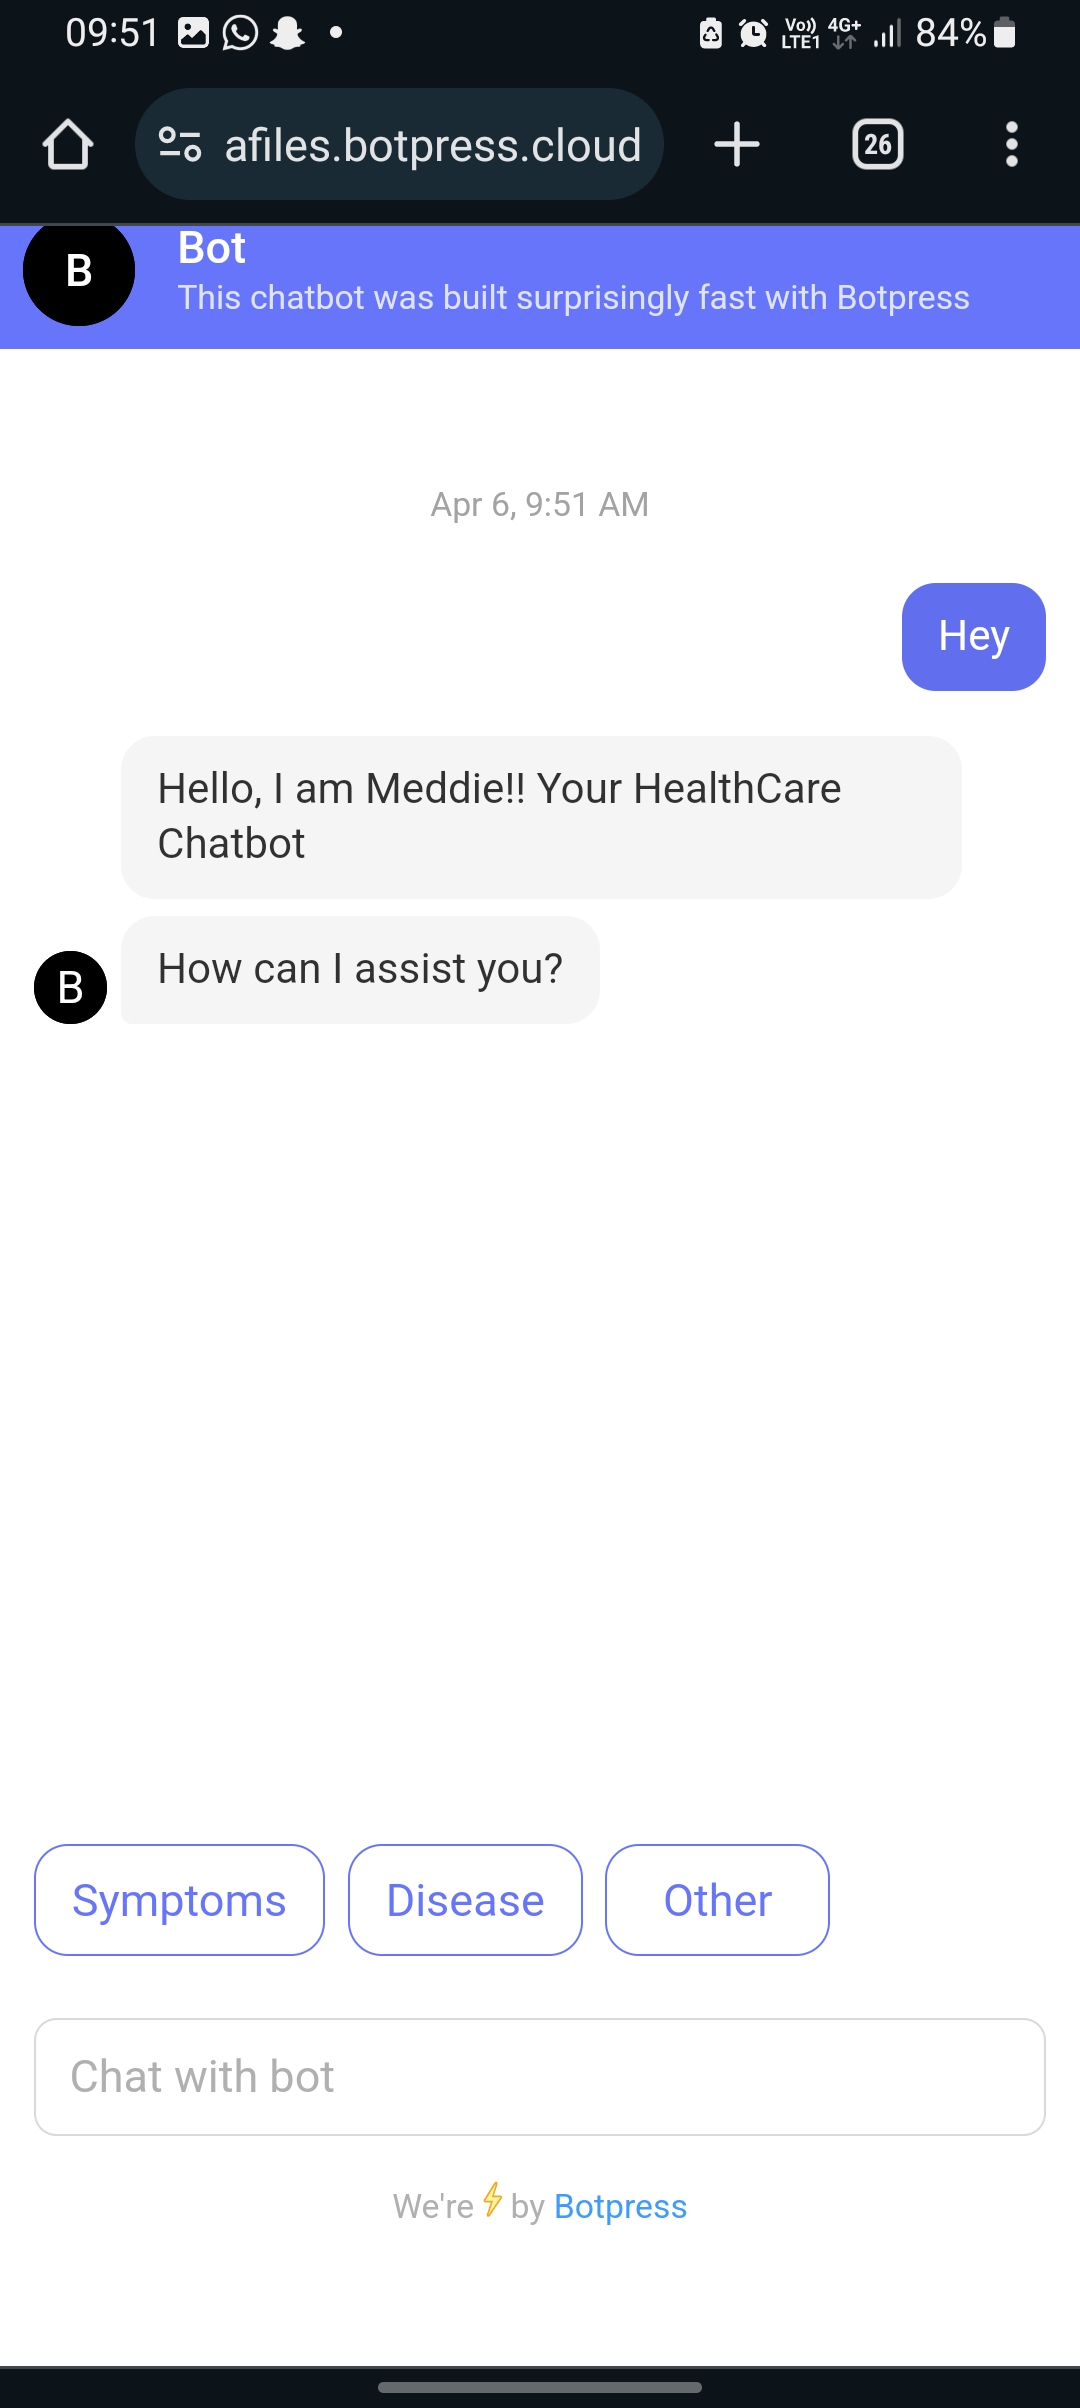 09:51
Vo)) 4G+
LTE1
84%
afiles.botpress.cloud
26
B
Bot
This chatbot was built surprisingly fast with Botpress
Apr 6, 9:51 AM
Hey
Hello, I am Meddie!! Your HealthCare
Chatbot
How can I assist you?
B
Symptoms
Disease
Other
Chat with bot
We're⚡by Botpress